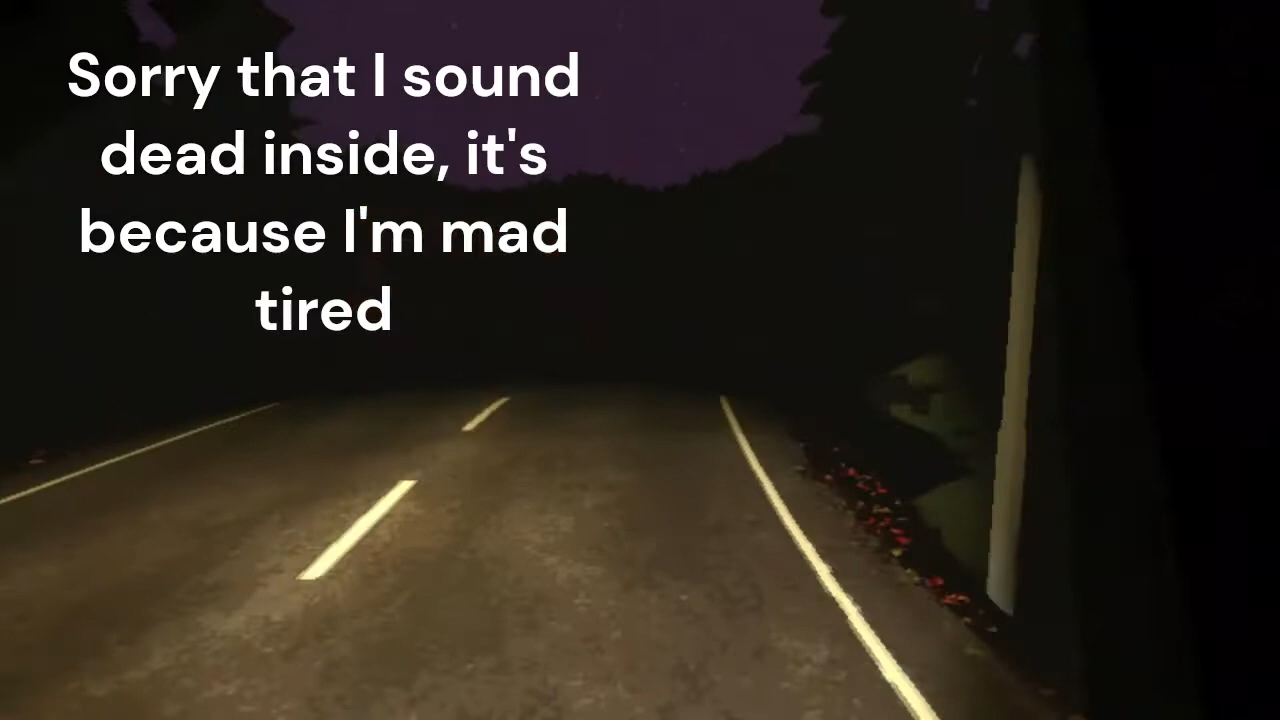 Sorry that I sound
dead inside, it's
because I'm mad
tired